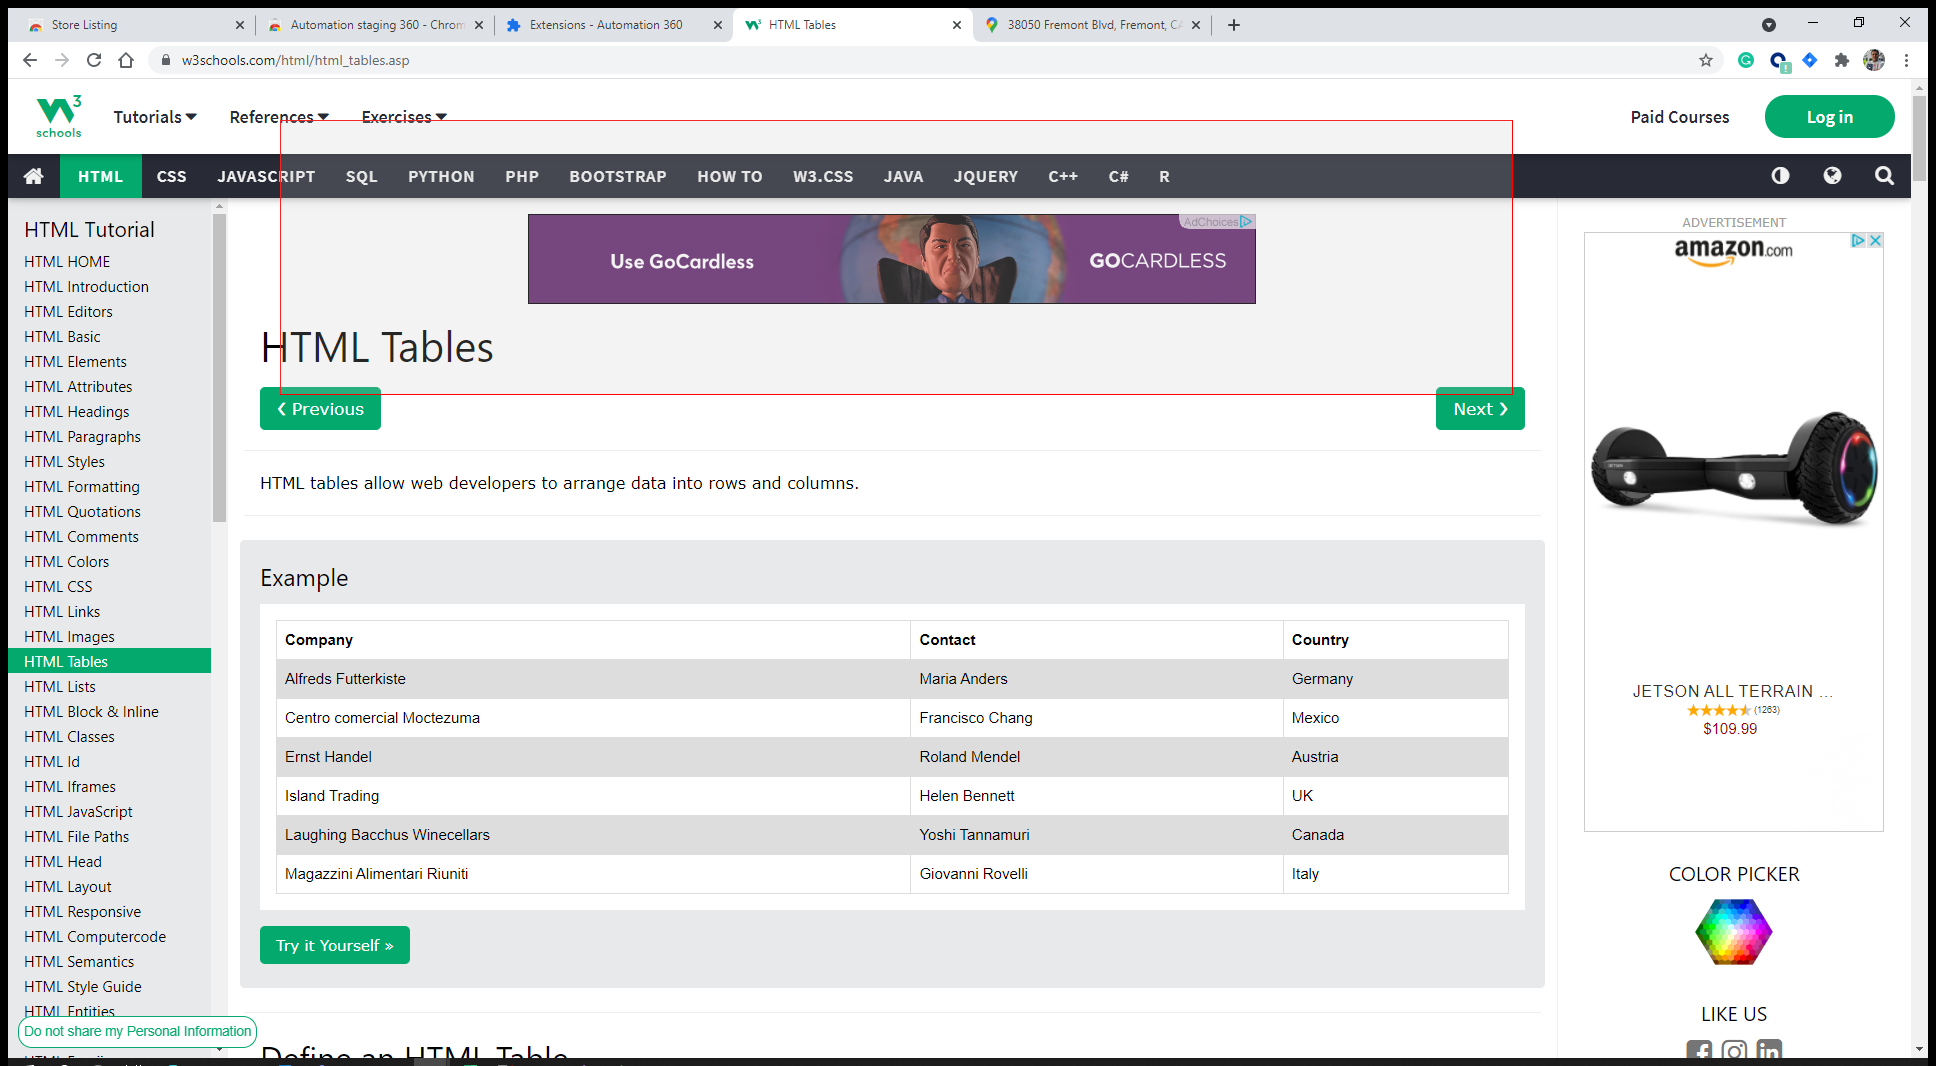 Store Listing
Automation staging 360 - Chrom
Extensions - Automation 360
HTML Tables
38050 Fremont Blvd, Fremont, CA
w3schools.com/html/html_tables.asp
3
schools
Tutorials
References
Exercises
Paid Courses
Log in
HTML
CSS
JAVASCRIPT
SQL
PYTHON
PHP
BOOTSTRAP
HOW TO
W3.CSS
JAVA
JQUERY
C++
C#
R
HTML Tutorial
HTML HOME
HTML Introduction
HTML Editors
HTML Basic
HTML Elements
HTML Attributes
HTML Headings
HTML Paragraphs
HTML Styles
HTML Formatting
HTML Quotations
HTML Comments
HTML Colors
HTML CSS
HTML Links
HTML Images
HTML Tables
HTML Lists
HTML Block & Inline
HTML Classes
HTML Id
HTML Iframes
HTML JavaScript
HTML File Paths
HTML Head
HTML Layout
HTML Responsive
HTML Computercode
HTML Semantics
HTML Style Guide
HTML Entities
Do not share my Personal Information
AdChoices
Use GoCardless
GOCARDLESS
HTML Tables
❮ Previous
Next ❯
HTML tables allow web developers to arrange data into rows and columns.
Example
Company Contact Country
Alfreds Futterkiste Maria Anders Germany
Centro comercial Moctezuma Francisco Chang Mexico
Ernst Handel Roland Mendel Austria
Island Trading Helen Bennett UK
Laughing Bacchus Winecellars Yoshi Tannamuri Canada
Magazzini Alimentari Riuniti Giovanni Rovelli Italy
Try it Yourself »
Define an HTML Table
ADVERTISEMENT
amazon.com
JETSON ALL TERRAIN ...
(1263)
$109.99
COLOR PICKER
LIKE US